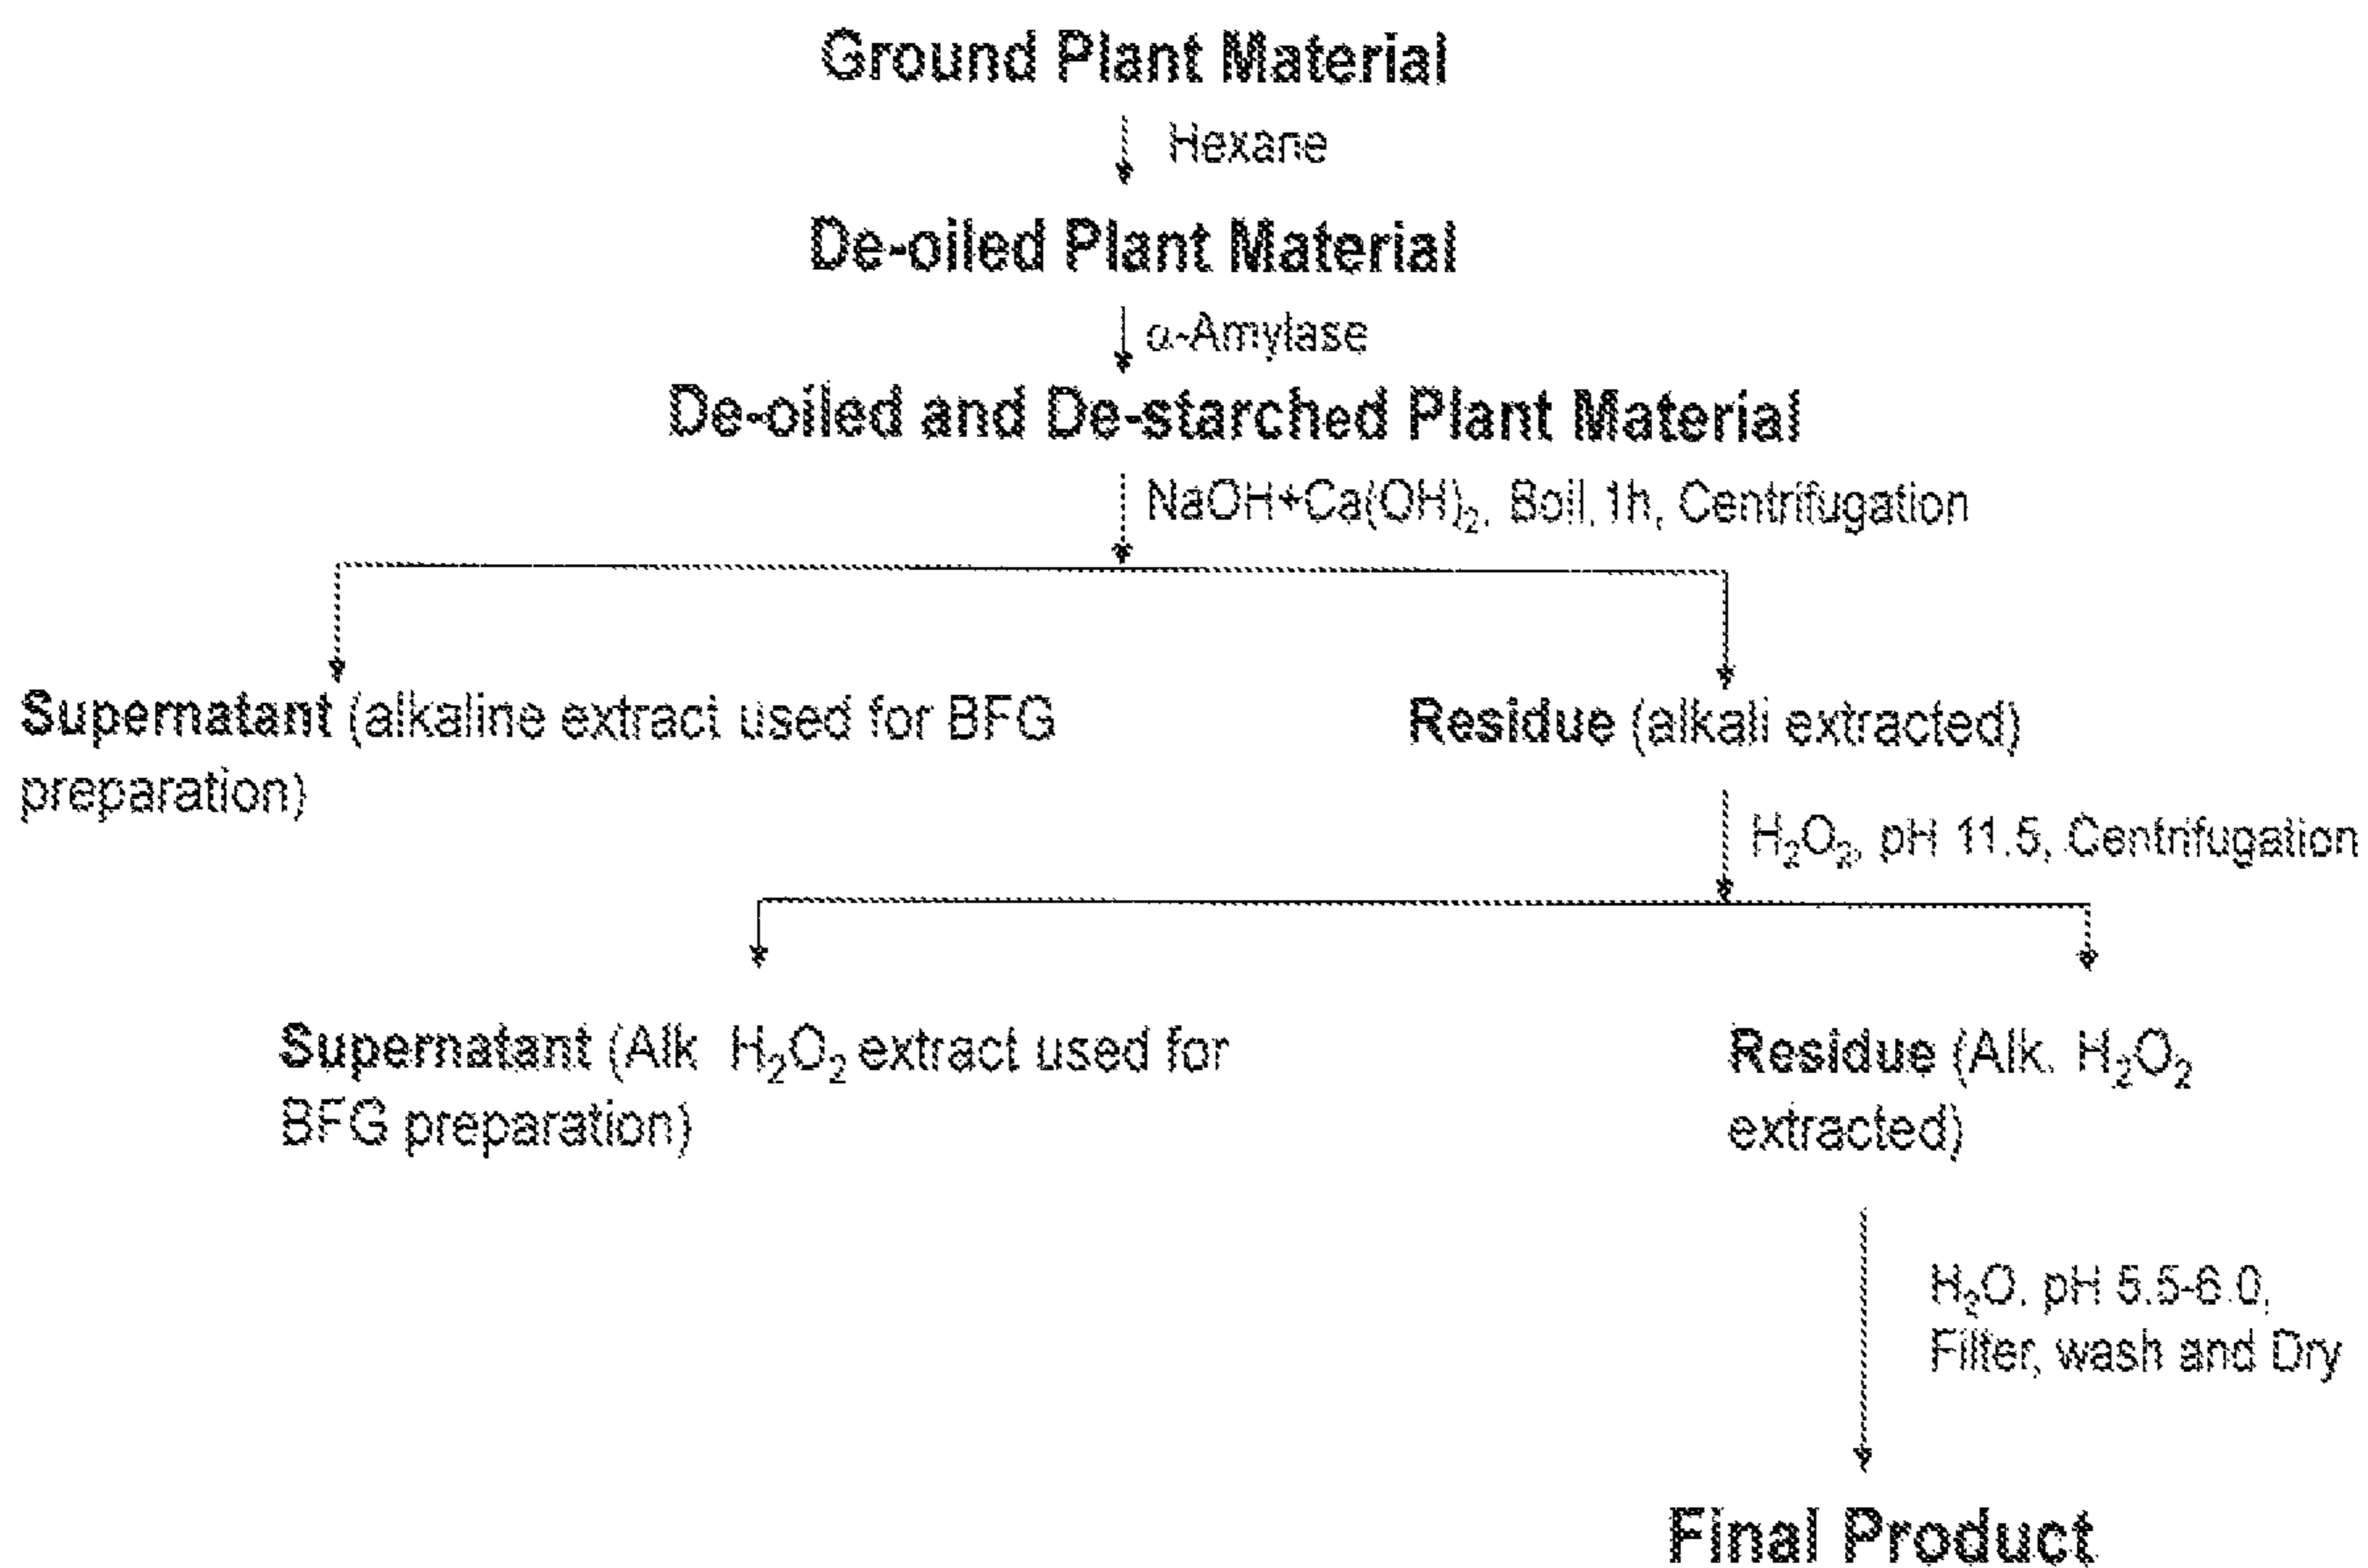 Ground Plant Material
Hexane
De-oiled Plant Material
α-Amylase
De-oiled and De-starched Plant Material
NaOH+Ca(OH)₂, Boil 1h, Centrifugation
Supernatant (alkaline extract used for BFG
preparation)
Residue (alkali extracted)
H₂O₂, pH 11.5, Centrifugation
Supernatant (Alk H₂O₂ extract used for
BFG preparation)
Residue (Alk. H₂O₂
extracted)
H₂O. pH 5.5-6.0,
Filter, wash and Dry
Final Product